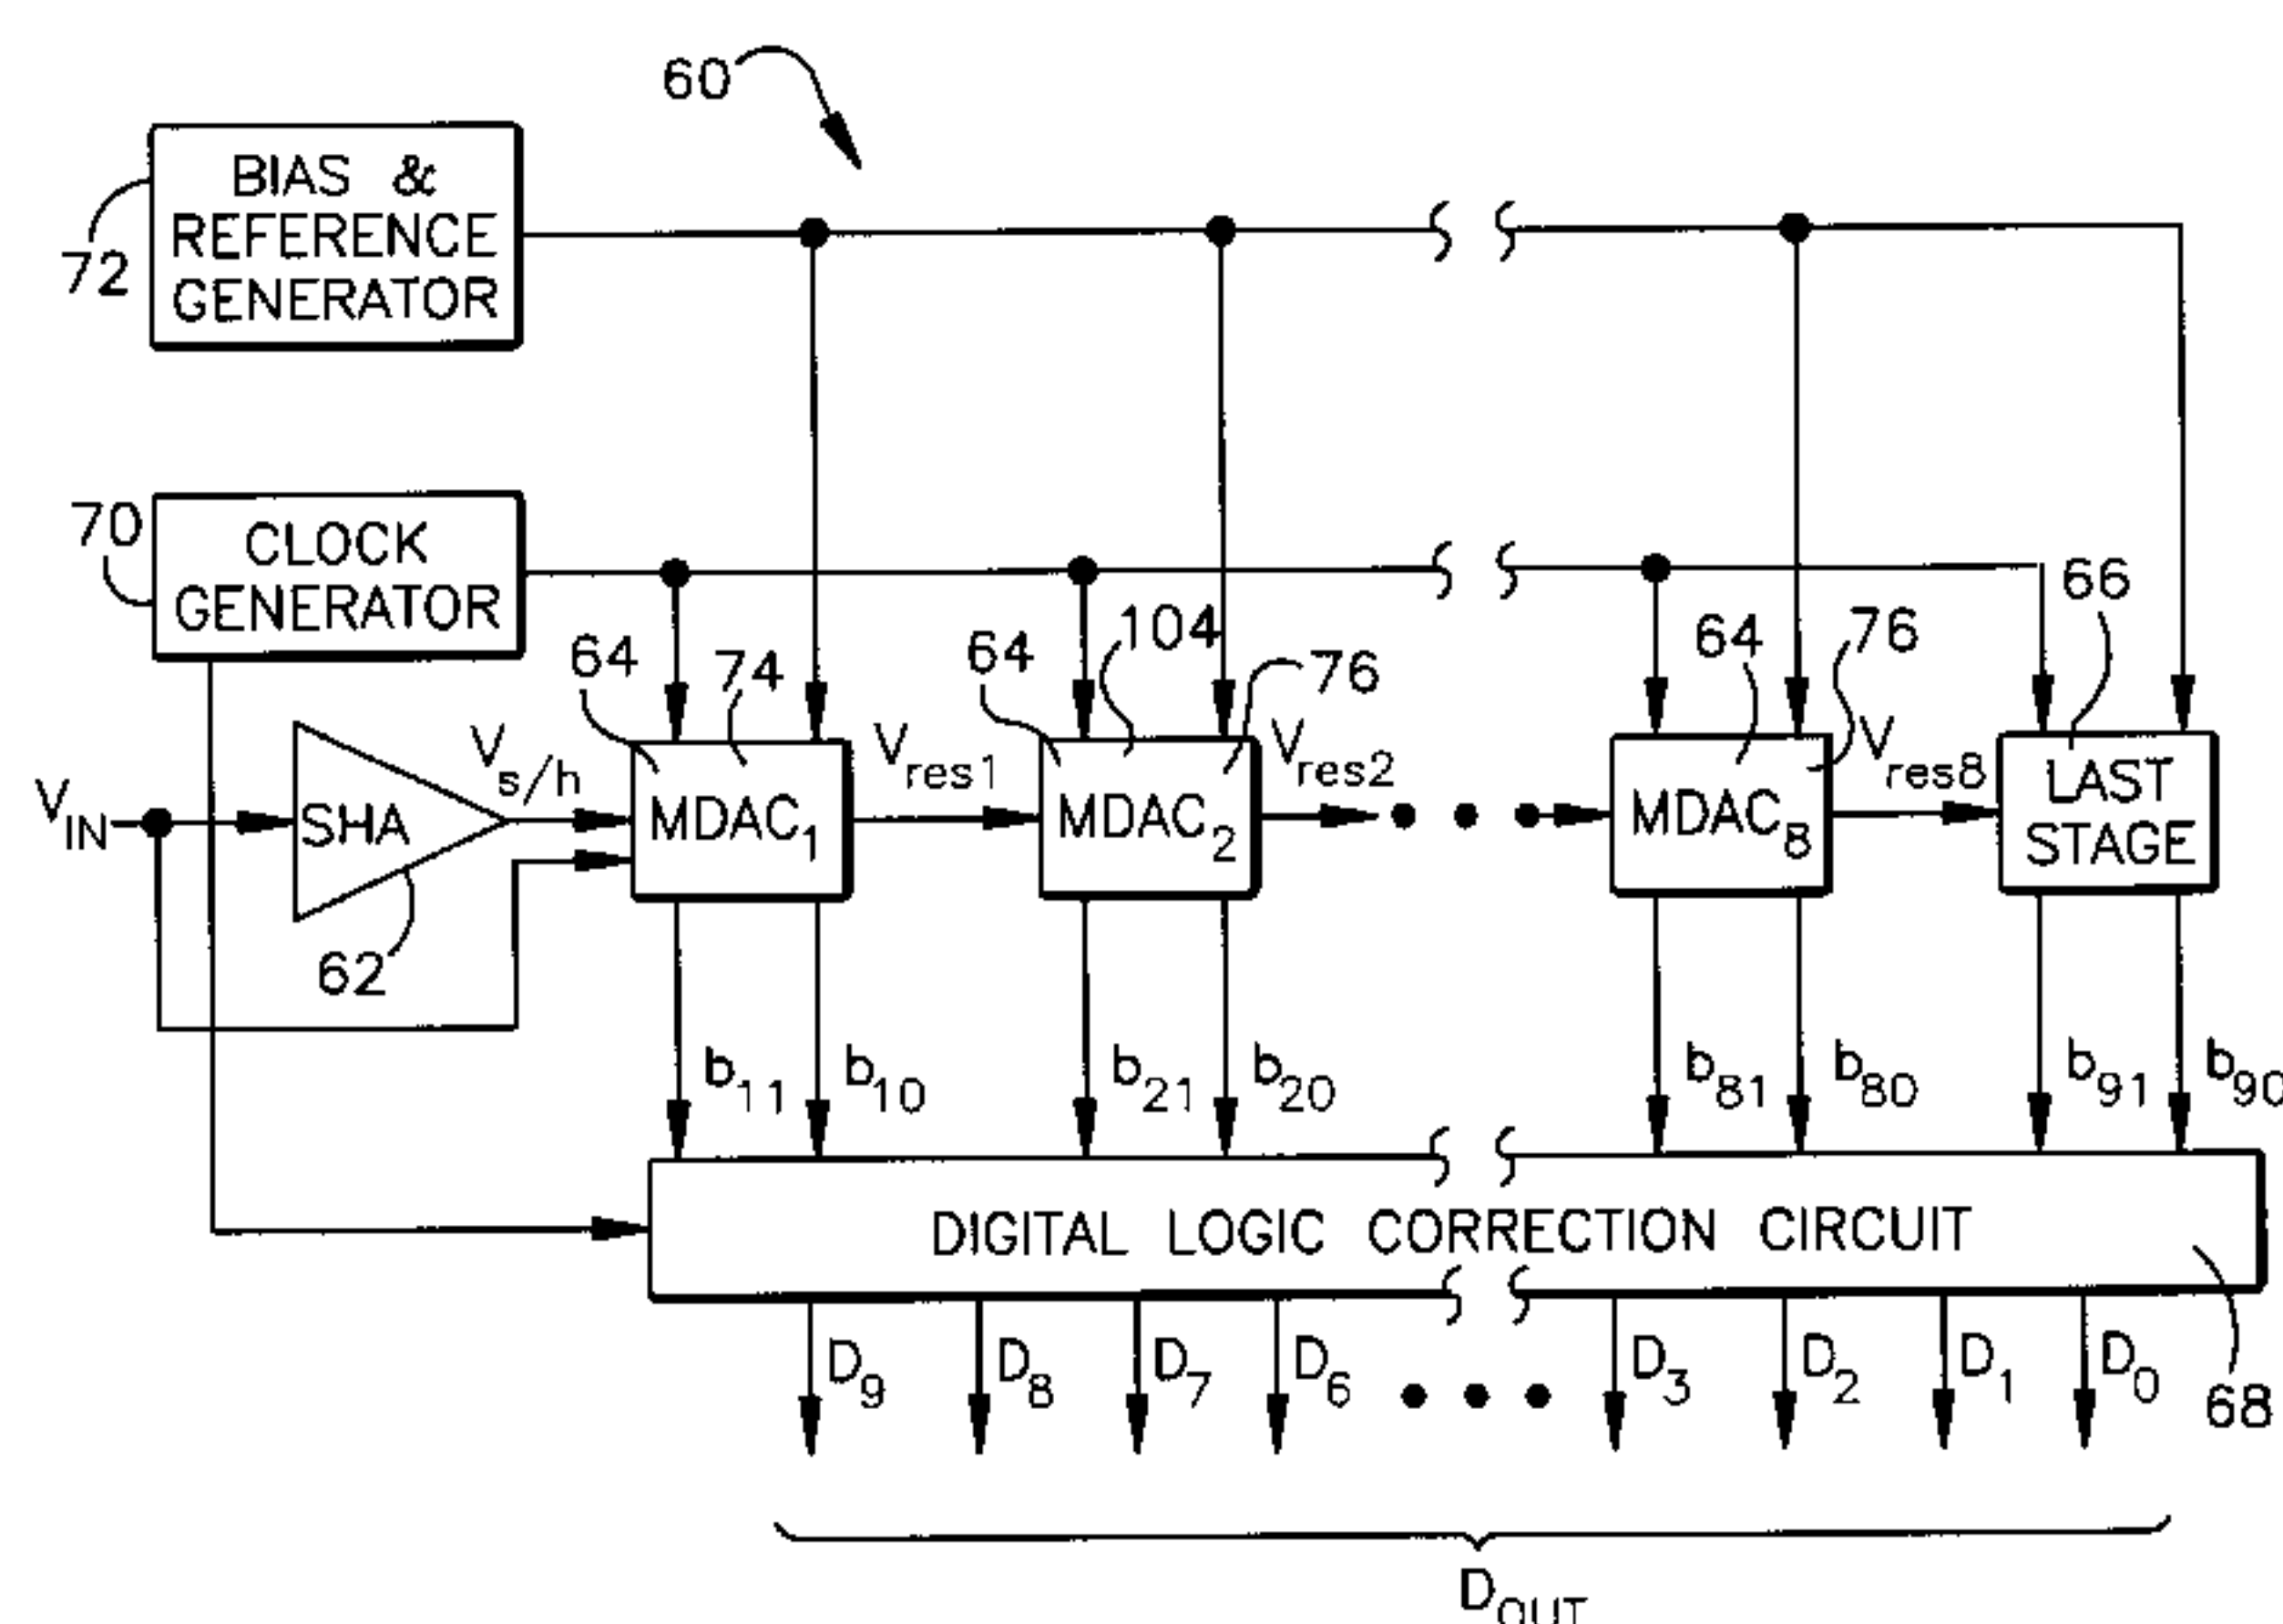 60
BIAS &
REFERENCE
GENERATOR
72
70
CLOCK
GENERATOR
64
74
64
104
76
64
76
66
V_IN
SHA
V_s/h
MDAC_1
V_res1
MDAC_2
V_res2
MDAC_8
V_res8
LAST
STAGE
62
b_11
b_10
b_21
b_20
b_81
b_80
b_91
b_90
DIGITAL LOGIC CORRECTION CIRCUIT
D_9
D_8
D_7
D_6
D_3
D_2
D_1
D_0
68
D_OUT